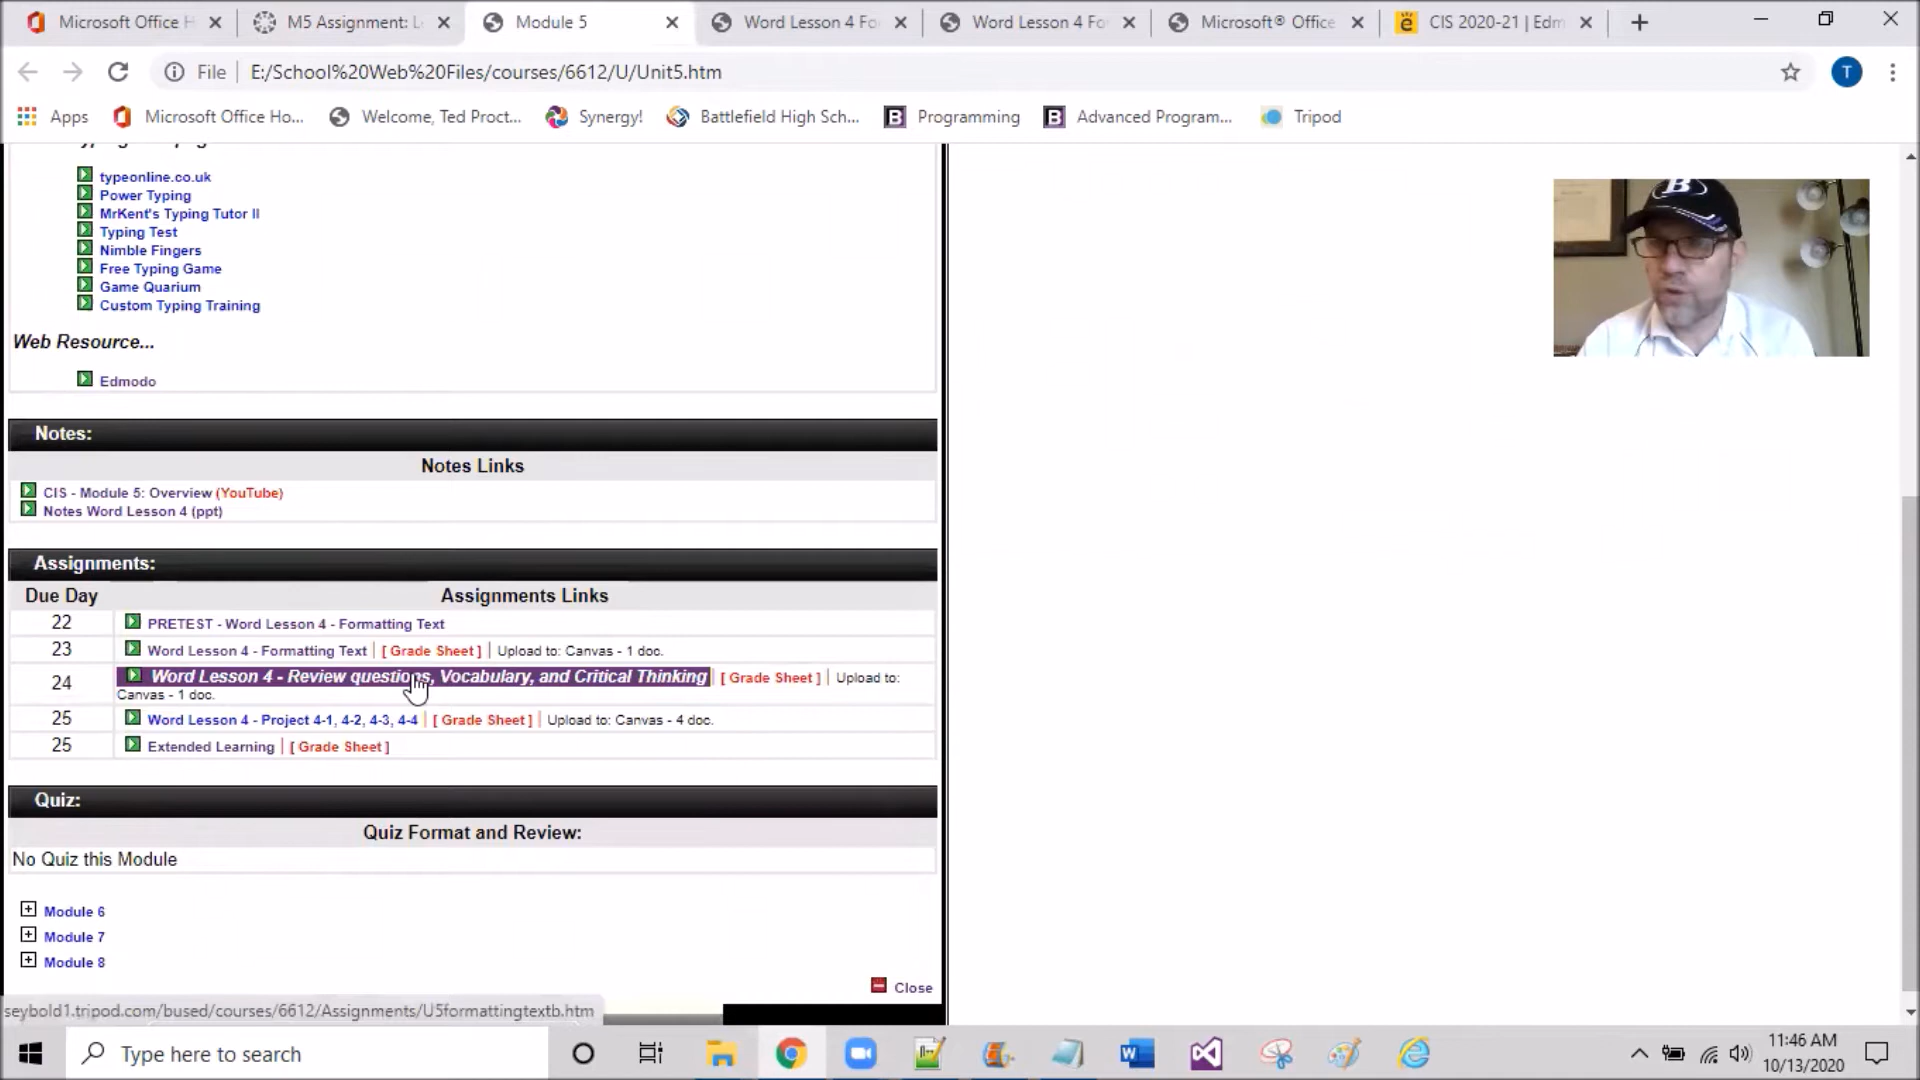 Microsoft Office H
M5 Assignment: L
Module 5
Word Lesson 4 Fo
Word Lesson 4 Fo
Microsoft® Office
CIS 2020-21 | Edm
File
E:/School%20Web%20Files/courses/6612/U/Unit5.htm
T
Apps
Microsoft Office Ho...
Welcome, Ted Proct...
Synergy!
Battlefield High Sch...
Programming
Advanced Program...
Tripod
typeonline.co.uk
Power Typing
MrKent's Typing Tutor II
Typing Test
Nimble Fingers
Free Typing Game
Game Quarium
Custom Typing Training
Web Resource...
Edmodo
Notes:
Notes Links
CIS - Module 5: Overview (YouTube)
Notes Word Lesson 4 (ppt)
Assignments:
Due Day Assignments Links
22 PRETEST - Word Lesson 4 - Formatting Text
23 Word Lesson 4 - Formatting Text | [ Grade Sheet ] | Upload to: Canvas - 1 doc.
24 Word Lesson 4 - Review questions, Vocabulary, and Critical Thinking | [ Grade Sheet ] | Upload to:
Canvas - 1 doc.
25 Word Lesson 4 - Project 4-1, 4-2, 4-3, 4-4 | [ Grade Sheet ] | Upload to: Canvas - 4 doc.
25 Extended Learning | [ Grade Sheet ]
Quiz:
Quiz Format and Review:
No Quiz this Module
Module 6
Module 7
Module 8
Close
seybold1.tripod.com/bused/courses/6612/Assignments/U5formattingtextb.htm
Type here to search
11:46 AM
10/13/2020
B